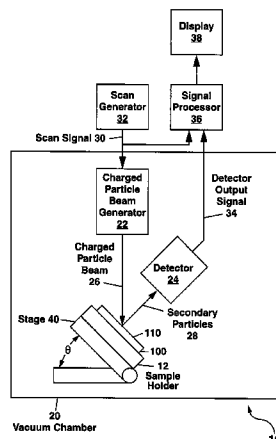 Display
38
Scan
Generator
32
Signal
Processor
36
Scan Signal 30
Charged
Particle
Beam
Generator
22
Detector
Output
Signal
34
Charged
Particle
Beam
26
Detector
24
Stage 40
Secondary
Particles
28
θ
110
100
12
Sample
Holder
20
Vacuum Chamber